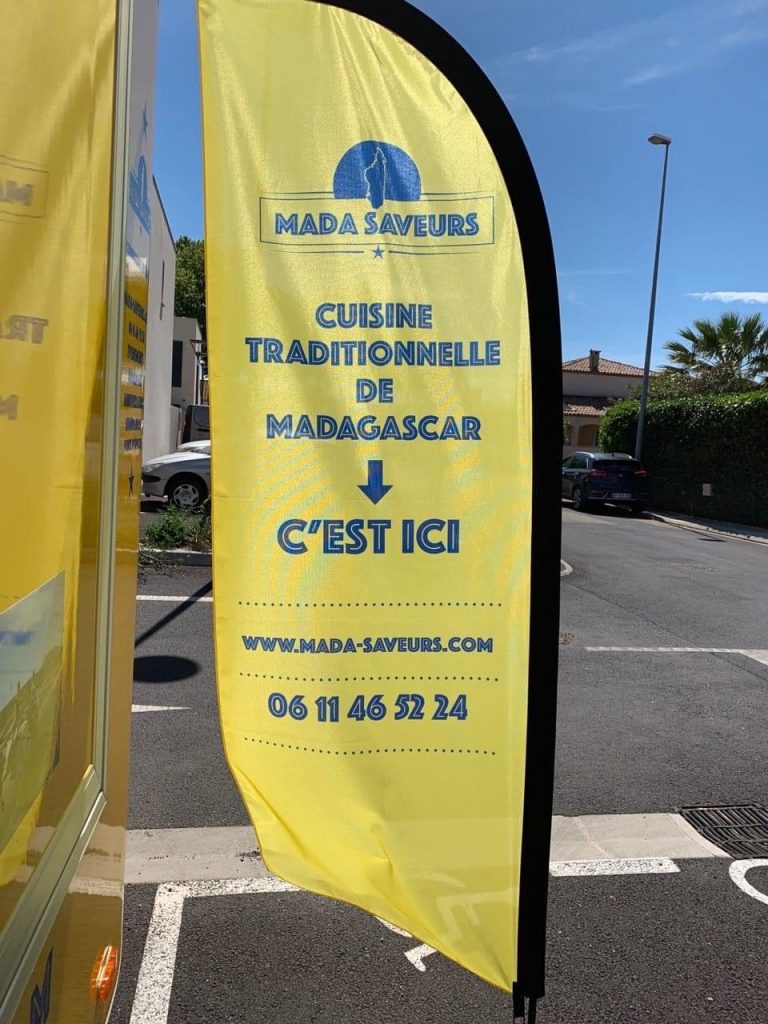 MADA SAVEURS
CUISINE
TRADITIONNELLE
DE
MADAGASCAR
C'EST ICI
WWW.MADA-SAVEURS.COM
06 11 46 52 24